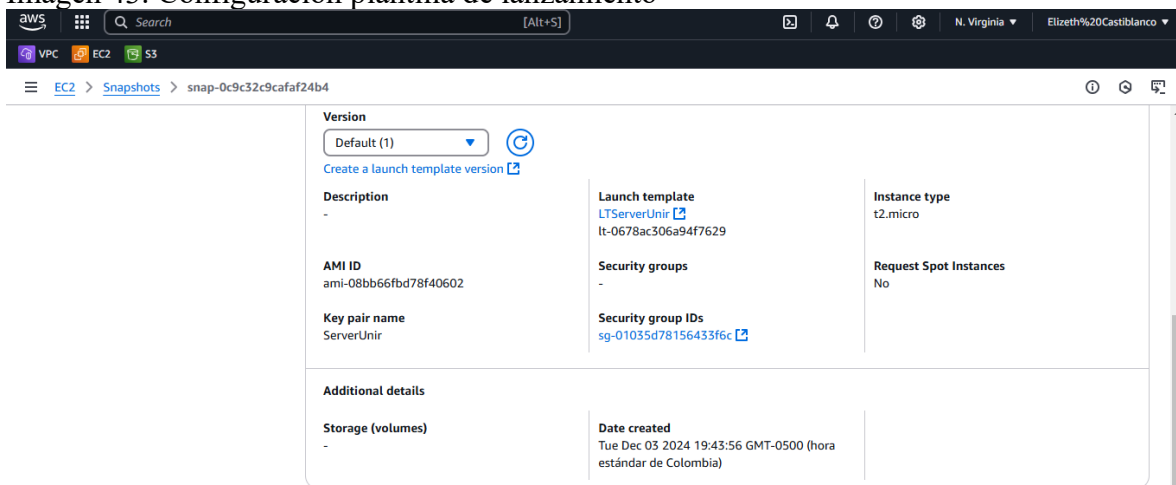 Imagen 43. Configuración plantilla de lanzamiento
aws
Search
[Alt+S]
N. Virginia
Elizeth%20Castiblanco
VPC
EC2
S3
EC2 > Snapshots > snap-0c9c32c9cafaf24b4
Version
Default (1)
Create a launch template version
Description
-
Launch template
LTServerUnir
lt-0678ac306a94f7629
Instance type
t2.micro
AMI ID
ami-08bb66fbd78f40602
Security groups
-
Request Spot Instances
No
Key pair name
ServerUnir
Security group IDs
sg-01035d78156433f6c
Additional details
Storage (volumes)
-
Date created
Tue Dec 03 2024 19:43:56 GMT-0500 (hora
estándar de Colombia)